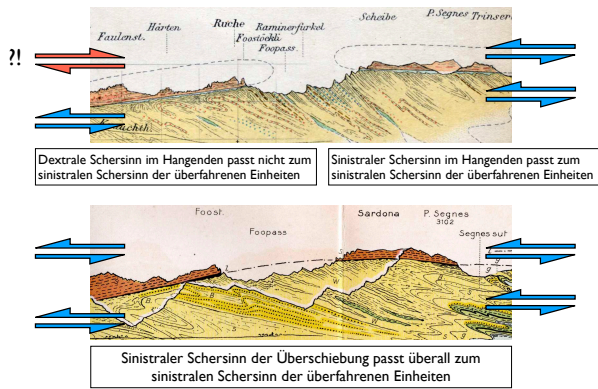 Scheibe P. Segnes Trinser
Ruche Raminerfürkel
Härten Foostöckli
Faulenst. Foopass
?!
Dextrale Schersinn im Hangenden passt nicht zum
sinistralen Schersinn der überfahrenen Einheiten
Sinistraler Schersinn im Hangenden passt zum
sinistralen Schersinn der überfahrenen Einheiten
Foost. Sardona P. Segnes
3102
Foopass Segnes sut
Sinistraler Schersinn der Überschiebung passt überall zum
sinistralen Schersinn der überfahrenen Einheiten